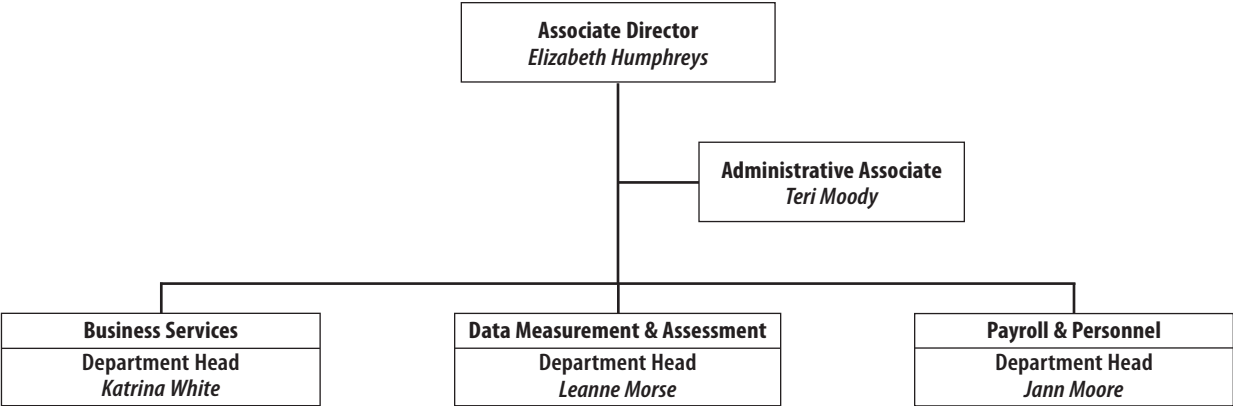 Associate Director
Elizabeth Humphreys
Administrative Associate
Teri Moody
Business Services
Department Head
Katrina White
Data Measurement & Assessment
Department Head
Leanne Morse
Payroll & Personnel
Department Head
Jann Moore